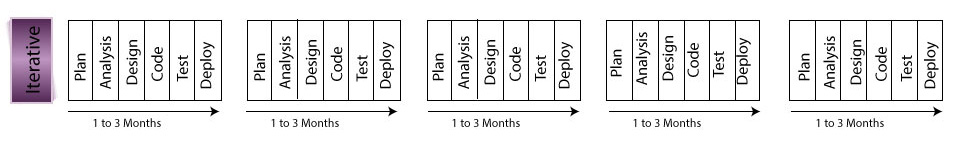 Iterative
Plan
Analysis
Design
Code
Test
Deploy
1 to 3 Months
Plan
Analysis
Design
Code
Test
Deploy
1 to 3 Months
Plan
Analysis
Design
Code
Test
Deploy
1 to 3 Months
Plan
Analysis
Design
Code
Test
Deploy
1 to 3 Months
Plan
Analysis
Design
Code
Test
Deploy
1 to 3 Months